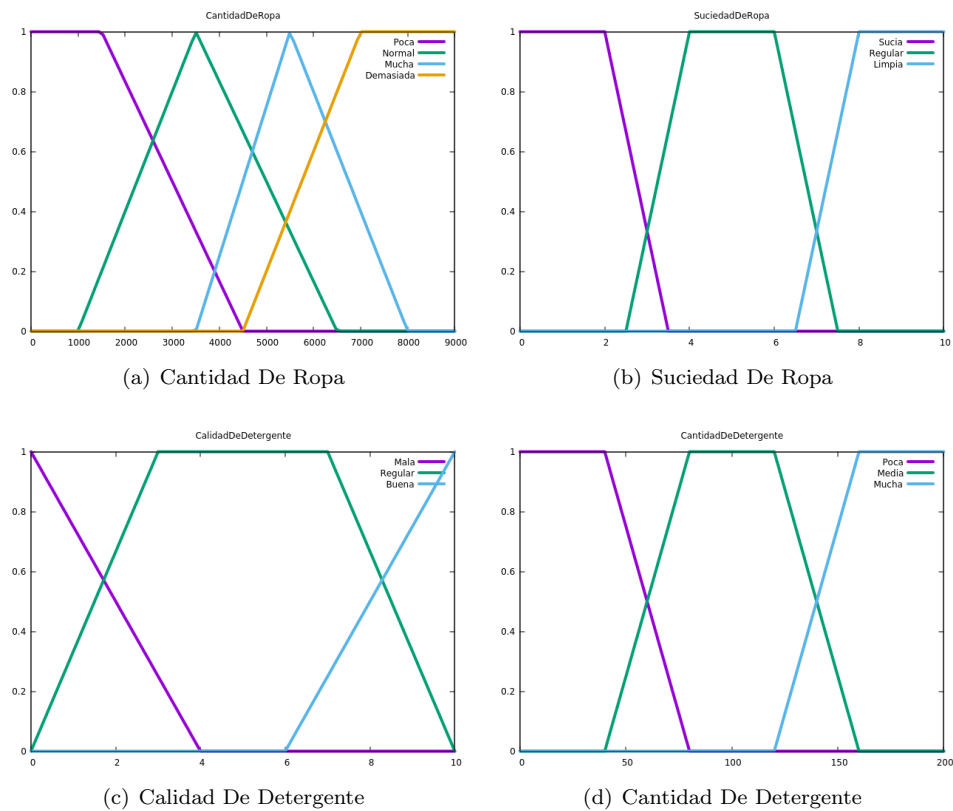 CantidadDeRopa
1
0.8
0.6
0.4
0.2
0
0 1000 2000 3000 4000 5000 6000 7000 8000 9000
Poca
Normal
Mucha
Demasiada
(a) Cantidad De Ropa
SuciedadDeRopa
1
0.8
0.6
0.4
0.2
0
0 2 4 6 8 10
Sucia
Regular
Limpia
(b) Suciedad De Ropa
CalidadDeDetergente
1
0.8
0.6
0.4
0.2
0
0 2 4 6 8 10
Mala
Regular
Buena
(c) Calidad De Detergente
CantidadDeDetergente
1
0.8
0.6
0.4
0.2
0
0 50 100 150 200
Poca
Media
Mucha
(d) Cantidad De Detergente